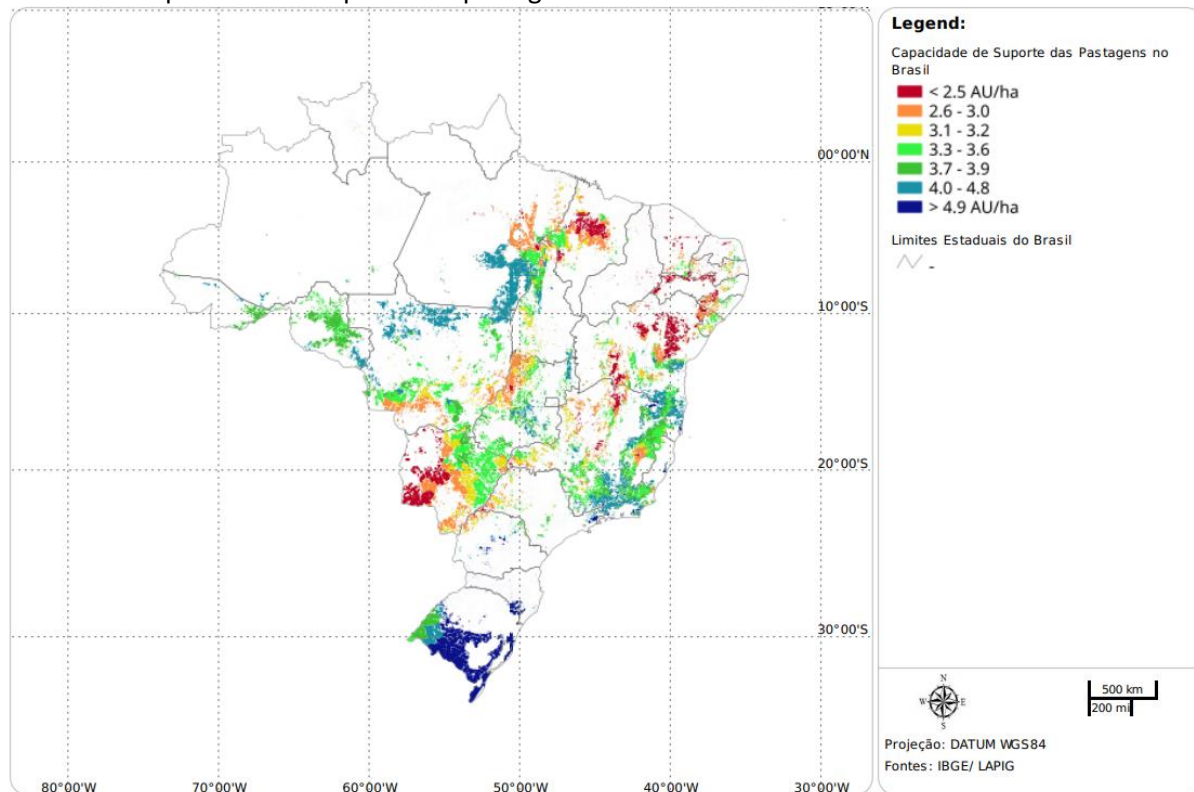 Legend:
Capacidade de Suporte das Pastagens no
Brasil
< 2.5 AU/ha
2.6 - 3.0
3.1 - 3.2
3.3 - 3.6
3.7 - 3.9
4.0 - 4.8
> 4.9 AU/ha
Limites Estaduais do Brasil
-
00°00'N
10°00'S
20°00'S
30°00'S
80°00'W 70°00'W 60°00'W 50°00'W 40°00'W 30°00'W
N
W E
S
500 km
200 mi
Projeção: DATUM WGS84
Fontes: IBGE/ LAPIG